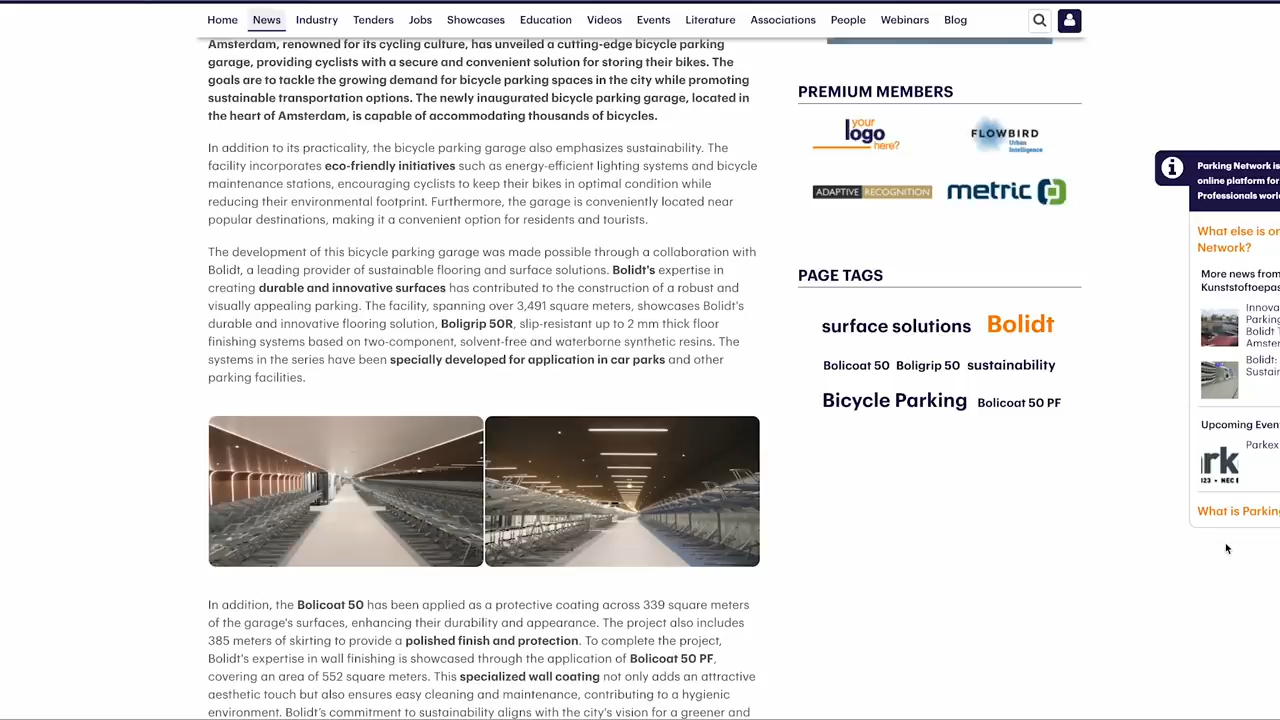 Home News Industry Tenders Jobs Showcases Education Videos Events Literature Associations People Webinars Blog
Amsterdam, renowned for its cycling culture, has unveiled a cutting-edge bicycle parking
garage, providing cyclists with a secure and convenient solution for storing their bikes. The
goals are to tackle the growing demand for bicycle parking spaces in the city while promoting
sustainable transportation options. The newly inaugurated bicycle parking garage, located in
the heart of Amsterdam, is capable of accommodating thousands of bicycles.
In addition to its practicality, the bicycle parking garage also emphasizes sustainability. The
facility incorporates eco-friendly initiatives such as energy-efficient lighting systems and bicycle
maintenance stations, encouraging cyclists to keep their bikes in optimal condition while
reducing their environmental footprint. Furthermore, the garage is conveniently located near
popular destinations, making it a convenient option for residents and tourists.
The development of this bicycle parking garage was made possible through a collaboration with
Bolidt, a leading provider of sustainable flooring and surface solutions. Bolidt's expertise in
creating durable and innovative surfaces has contributed to the construction of a robust and
visually appealing parking. The facility, spanning over 3,491 square meters, showcases Bolidt's
durable and innovative flooring solution, Boligrip 50R, slip-resistant up to 2 mm thick floor
finishing systems based on two-component, solvent-free and waterborne synthetic resins. The
systems in the series have been specially developed for application in car parks and other
parking facilities.
In addition, the Bolicoat 50 has been applied as a protective coating across 339 square meters
of the garage's surfaces, enhancing their durability and appearance. The project also includes
385 meters of skirting to provide a polished finish and protection. To complete the project,
Bolidt's expertise in wall finishing is showcased through the application of Bolicoat 50 PF,
covering an area of 552 square meters. This specialized wall coating not only adds an attractive
aesthetic touch but also ensures easy cleaning and maintenance, contributing to a hygienic
environment. Bolidt's commitment to sustainability aligns with the city's vision for a greener and
PREMIUM MEMBERS
your
logo
here?
FLOWBIRD
Urban
Intelligence
ADAPTIVE RECOGNITION
metric
PAGE TAGS
surface solutions Bolidt
Bolicoat 50 Boligrip 50 sustainability
Bicycle Parking Bolicoat 50 PF
Parking Network is
online platform for
Professionals worl
What else is or
Network?
More news from
Kunststoftoepas
Innova
Parking
Bolidt T
Amster
Bolidt:
Sustain
Upcoming Even
Parkex
rk
123 • NEC
What is Parking